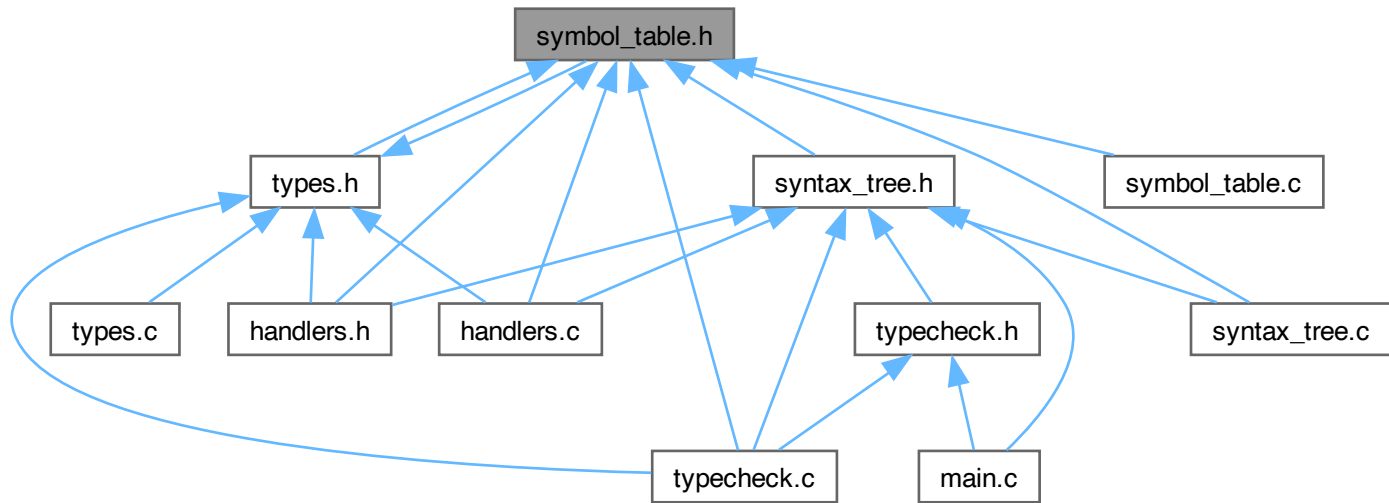 symbol_table.h
types.h
syntax_tree.h
symbol_table.c
types.c
handlers.h
handlers.c
typecheck.h
syntax_tree.c
typecheck.c
main.c